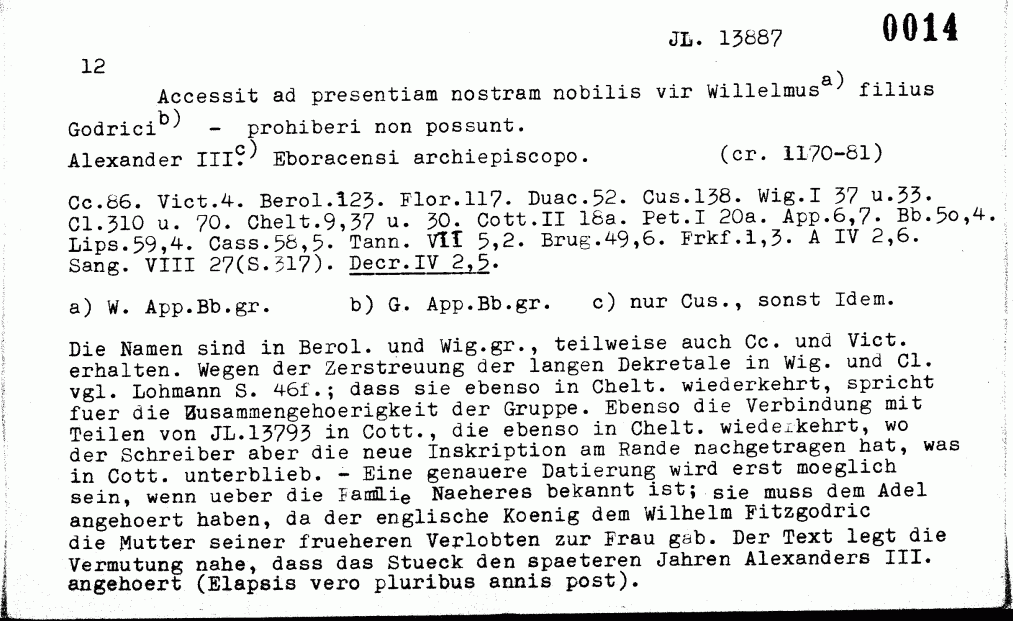 JL. 13887 0014
12
Accessit ad presentiam nostram nobilis vir Willelmus a) filius
Godrici b) - prohiberi non possunt.
Alexander III. c) Eboracensi archiepiscopo. (cr. 1170-81)
Cc.86. Vict.4. Berol.123. Flor.117. Duac.52. Cus.138. Wig.I 37 u.33.
Cl.310 u. 70. Chelt.9,37 u. 30. Cott.II 18a. Pet.I 20a. App.6,7. Bb.5o,4.
Lips.59,4. Cass.58,5. Tann. VII 5,2. Brug.49,6. Frkf.1,3. A IV 2,6.
Sang. VIII 27(S.317). Decr.IV 2,5.
a) W. App.Bb.gr. b) G. App.Bb.gr. c) nur Cus., sonst Idem.
Die Namen sind in Berol. und Wig.gr., teilweise auch Cc. und Vict.
erhalten. Wegen der Zerstreuung der langen Dekretale in Wig. und Cl.
vgl. Lohmann S. 46f.; dass sie ebenso in Chelt. wiederkehrt, spricht
fuer die Zusammengehoerigkeit der Gruppe. Ebenso die Verbindung mit
Teilen von JL.13793 in Cott., die ebenso in Chelt. wiederkehrt, wo
der Schreiber aber die neue Inskription am Rande nachgetragen hat, was
in Cott. unterblieb. - Eine genauere Datierung wird erst moeglich
sein, wenn ueber die Familie Naeheres bekannt ist; sie muss dem Adel
angehoert haben, da der englische Koenig dem Wilhelm Fitzgodric
die Mutter seiner frueheren Verlobten zur Frau gab. Der Text legt die
Vermutung nahe, dass das Stueck den spaeteren Jahren Alexanders III.
angehoert (Elapsis vero pluribus annis post).